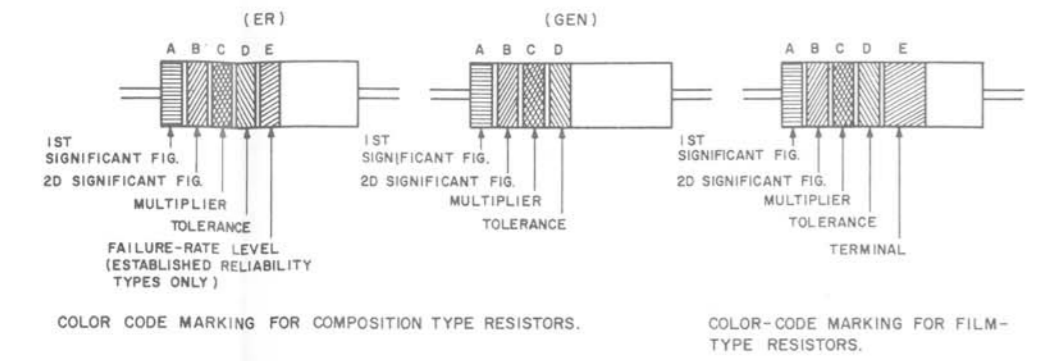 (ER)
A B C D E
1ST
SIGNIFICANT FIG.
2D SIGNIFICANT FIG.
MULTIPLIER
TOLERANCE
FAILURE-RATE LEVEL
(ESTABLISHED RELIABILITY
TYPES ONLY)
(GEN)
A B C D
1ST
SIGNIFICANT FIG.
2D SIGNIFICANT FIG.
MULTIPLIER
TOLERANCE
COLOR CODE MARKING FOR COMPOSITION TYPE RESISTORS.
A B C D E
1ST
SIGNIFICANT FIG.
2D SIGNIFICANT FIG.
MULTIPLIER
TOLERANCE
TERMINAL
COLOR-CODE MARKING FOR FILM-
TYPE RESISTORS.